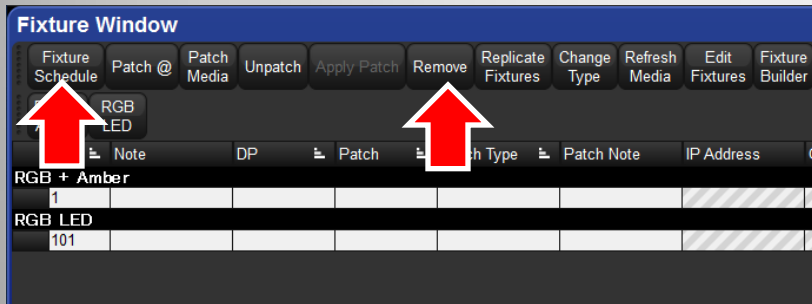 Fixture Window
Fixture Schedule Patch @ Patch Media Unpatch Apply Patch Remove Replicate Fixtures Change Type Refresh Media Edit Fixtures Fixture Builder
RGB LED
Note DP Patch Type Patch Note IP Address
RGB + Amber
1
RGB LED
101